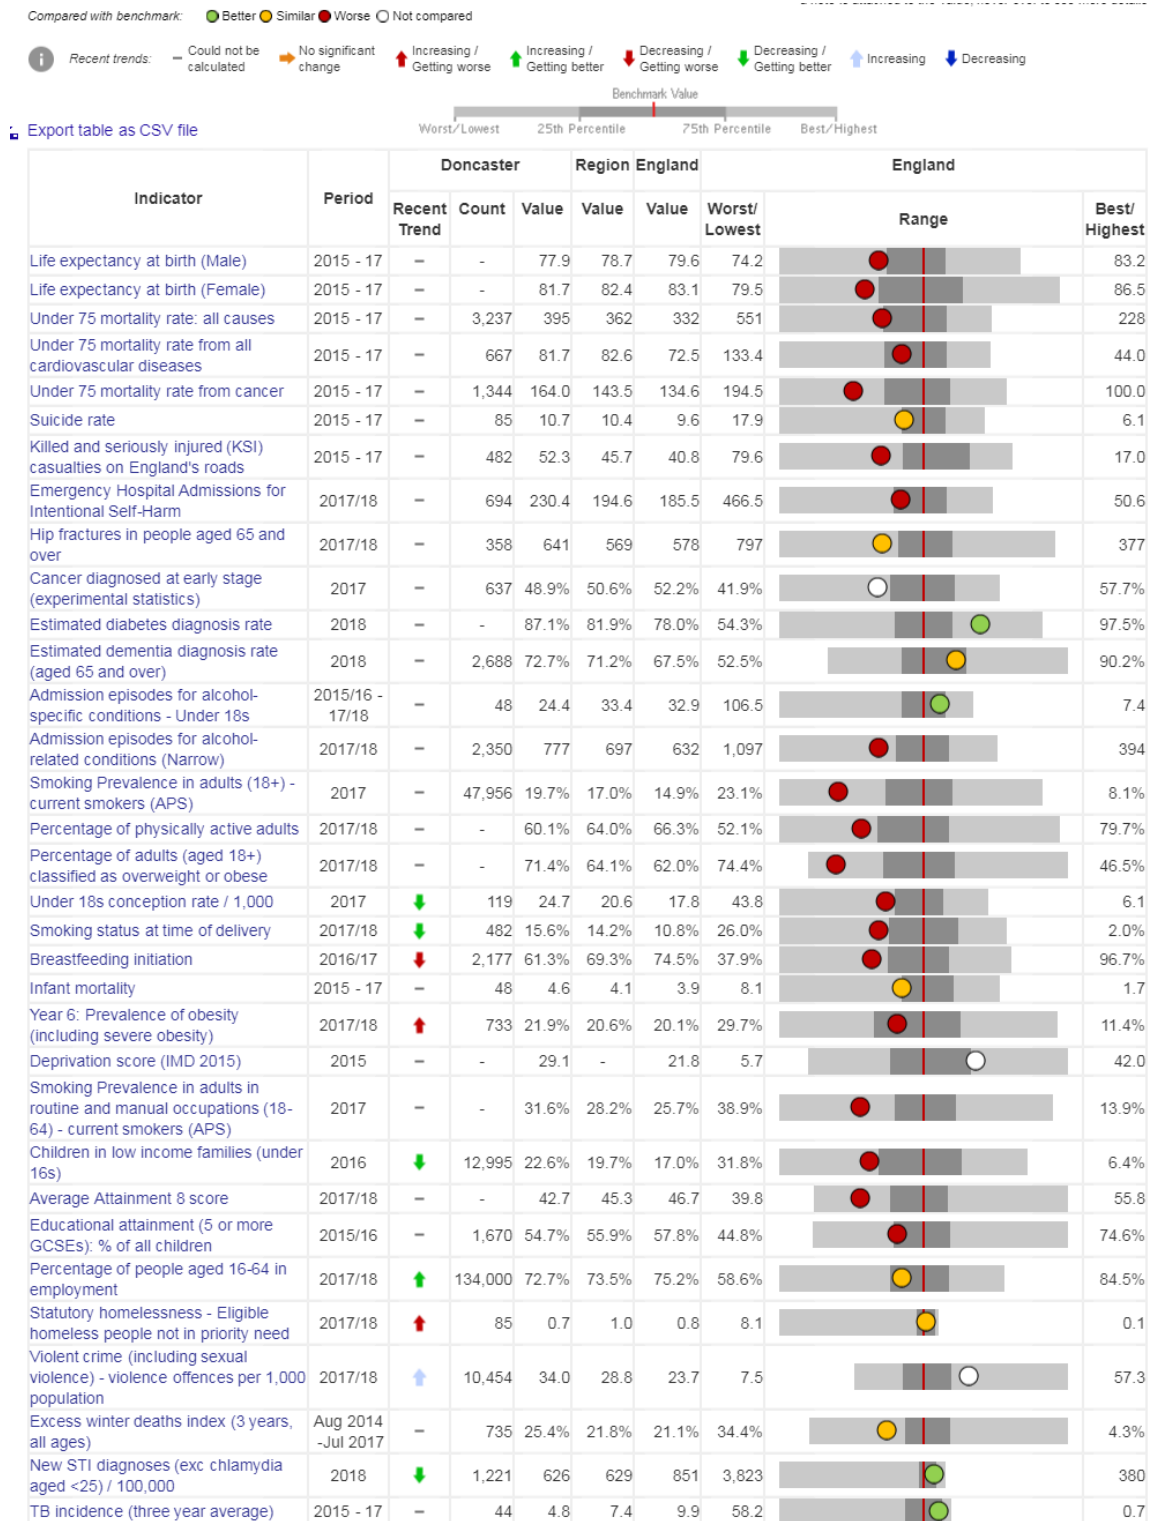 Compared with benchmark: Better Similar Worse Not compared
Recent trends: Could not be calculated No significant change Increasing / Getting worse Increasing / Getting better Decreasing / Getting worse Decreasing / Getting better Increasing Decreasing
Benchmark Value
Worst/Lowest 25th Percentile 75th Percentile Best/Highest
Export table as CSV file
Indicator Period Doncaster Region England England
Recent Trend Count Value Value Value Worst/ Lowest Range Best/ Highest
Life expectancy at birth (Male) 2015 - 17 – - 77.9 78.7 79.6 74.2 83.2
Life expectancy at birth (Female) 2015 - 17 – - 81.7 82.4 83.1 79.5 86.5
Under 75 mortality rate: all causes 2015 - 17 – 3,237 395 362 332 551 228
Under 75 mortality rate from all
cardiovascular diseases 2015 - 17 – 667 81.7 82.6 72.5 133.4 44.0
Under 75 mortality rate from cancer 2015 - 17 – 1,344 164.0 143.5 134.6 194.5 100.0
Suicide rate 2015 - 17 – 85 10.7 10.4 9.6 17.9 6.1
Killed and seriously injured (KSI)
casualties on England's roads 2015 - 17 – 482 52.3 45.7 40.8 79.6 17.0
Emergency Hospital Admissions for
Intentional Self-Harm 2017/18 – 694 230.4 194.6 185.5 466.5 50.6
Hip fractures in people aged 65 and
over 2017/18 – 358 641 569 578 797 377
Cancer diagnosed at early stage
(experimental statistics) 2017 – 637 48.9% 50.6% 52.2% 41.9% 57.7%
Estimated diabetes diagnosis rate 2018 – - 87.1% 81.9% 78.0% 54.3% 97.5%
Estimated dementia diagnosis rate
(aged 65 and over) 2018 – 2,688 72.7% 71.2% 67.5% 52.5% 90.2%
Admission episodes for alcohol-
specific conditions - Under 18s 2015/16 - 17/18 – 48 24.4 33.4 32.9 106.5 7.4
Admission episodes for alcohol-
related conditions (Narrow) 2017/18 – 2,350 777 697 632 1,097 394
Smoking Prevalence in adults (18+) -
current smokers (APS) 2017 – 47,956 19.7% 17.0% 14.9% 23.1% 8.1%
Percentage of physically active adults 2017/18 – - 60.1% 64.0% 66.3% 52.1% 79.7%
Percentage of adults (aged 18+)
classified as overweight or obese 2017/18 – - 71.4% 64.1% 62.0% 74.4% 46.5%
Under 18s conception rate / 1,000 2017 119 24.7 20.6 17.8 43.8 6.1
Smoking status at time of delivery 2017/18 482 15.6% 14.2% 10.8% 26.0% 2.0%
Breastfeeding initiation 2016/17 2,177 61.3% 69.3% 74.5% 37.9% 96.7%
Infant mortality 2015 - 17 – 48 4.6 4.1 3.9 8.1 1.7
Year 6: Prevalence of obesity
(including severe obesity) 2017/18 733 21.9% 20.6% 20.1% 29.7% 11.4%
Deprivation score (IMD 2015) 2015 – - 29.1 - 21.8 5.7 42.0
Smoking Prevalence in adults in
routine and manual occupations (18-
64) - current smokers (APS) 2017 – - 31.6% 28.2% 25.7% 38.9% 13.9%
Children in low income families (under
16s) 2016 12,995 22.6% 19.7% 17.0% 31.8% 6.4%
Average Attainment 8 score 2017/18 – - 42.7 45.3 46.7 39.8 55.8
Educational attainment (5 or more
GCSEs): % of all children 2015/16 – 1,670 54.7% 55.9% 57.8% 44.8% 74.6%
Percentage of people aged 16-64 in
employment 2017/18 134,000 72.7% 73.5% 75.2% 58.6% 84.5%
Statutory homelessness - Eligible
homeless people not in priority need 2017/18 85 0.7 1.0 0.8 8.1 0.1
Violent crime (including sexual
violence) - violence offences per 1,000
population 2017/18 10,454 34.0 28.8 23.7 7.5 57.3
Excess winter deaths index (3 years,
all ages) Aug 2014 -Jul 2017 – 735 25.4% 21.8% 21.1% 34.4% 4.3%
New STI diagnoses (exc chlamydia
aged <25) / 100,000 2018 1,221 626 629 851 3,823 380
TB incidence (three year average) 2015 - 17 – 44 4.8 7.4 9.9 58.2 0.7